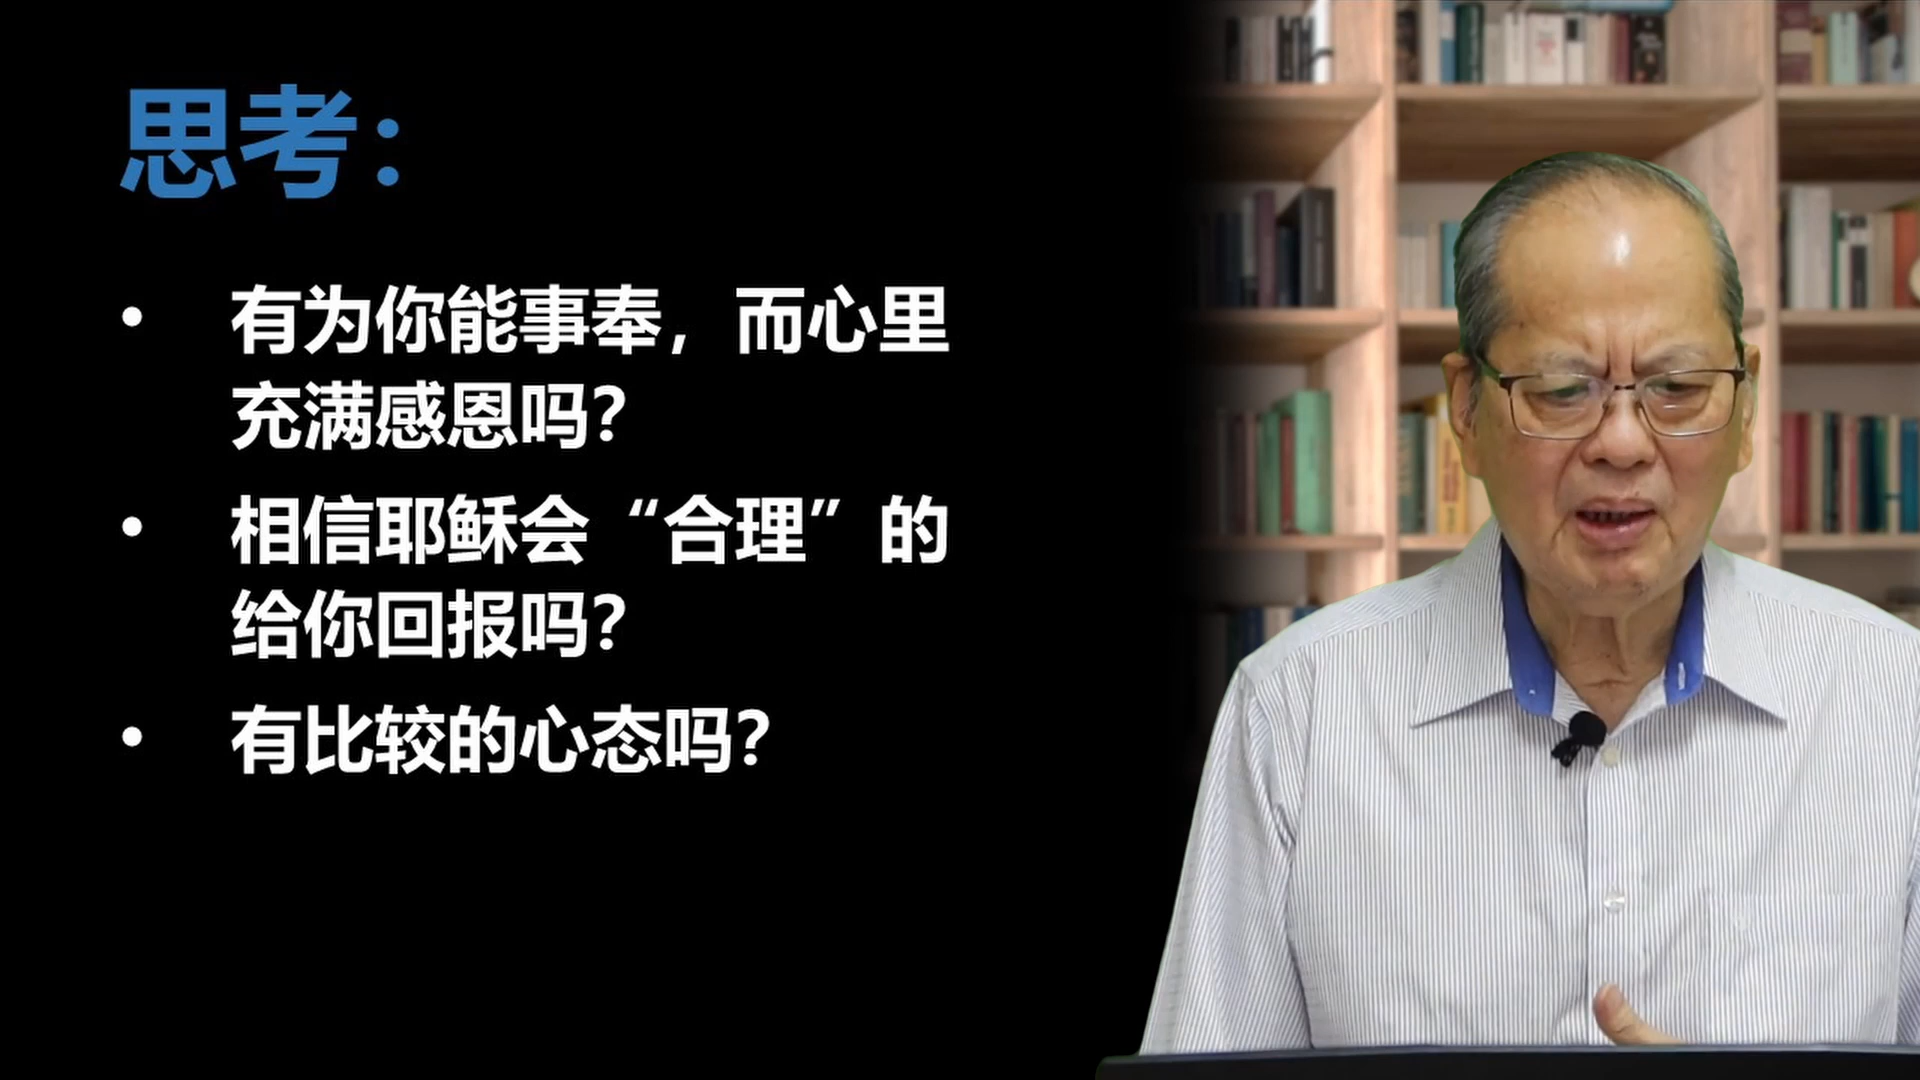 思考：
• 有为你能事奉，而心里
充满感恩吗？
• 相信耶稣会“合理”的
给你回报吗？
• 有比较的心态吗？